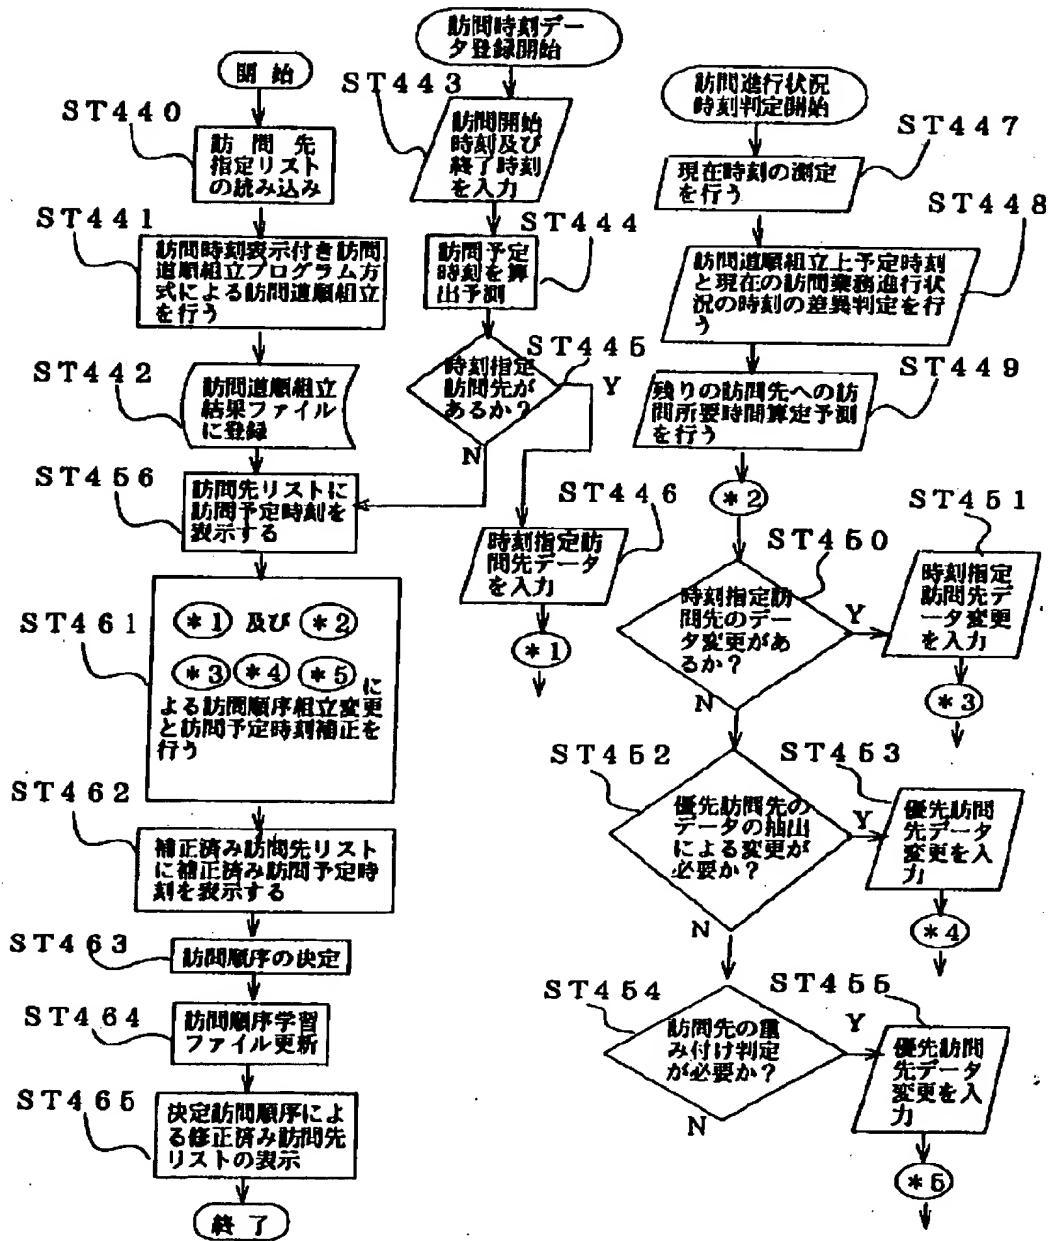 開始
ST440
訪問先
指定リスト
の読み込み
ST441
訪問時刻表示付き訪問
道順組立プログラム方
式による訪問道順組立
を行う
ST442
訪問道順組立
結果ファイル
に登録
ST456
訪問先リストに
訪問予定時刻を
表示する
ST461
*1 及び *2
*3 *4 *5 に
よる訪問順序組立変更
と訪問予定時刻補正を
行う
ST462
補正済み訪問先リスト
に補正済み訪問予定時
刻を表示する
ST463
訪問順序の決定
ST464
訪問順序学習
ファイル更新
ST465
決定訪問順序によ
る修正済み訪問先
リストの表示
終了
訪問時刻デー
タ登録開始
ST443
訪問開始
時刻及び
終了時刻
を入力
ST444
訪問予定
時刻を算
出予測
ST445
時刻指定
訪問先が
あるか?
Y
N
ST446
時刻指定訪
問先データ
を入力
*1
訪問進行状況
時刻判定開始
ST447
現在時刻の測定
を行う
ST448
訪問道順組立上予定時刻
と現在の訪問業務進行状
況の時刻の差異判定を行
う
ST449
残りの訪問先への訪
問所要時間算定予測
を行う
*2
ST450
時刻指定訪
問先のデー
タ変更があ
るか?
Y
N
ST451
時刻指定
訪問先デ
ータ変更
を入力
*3
ST452
優先訪問先の
データの抽出
による変更が
必要か?
Y
N
ST453
優先訪問
先データ
変更を入
力
*4
ST454
訪問先の重
み付け判定
が必要か?
Y
N
ST455
優先訪問
先データ
変更を入
力
*5